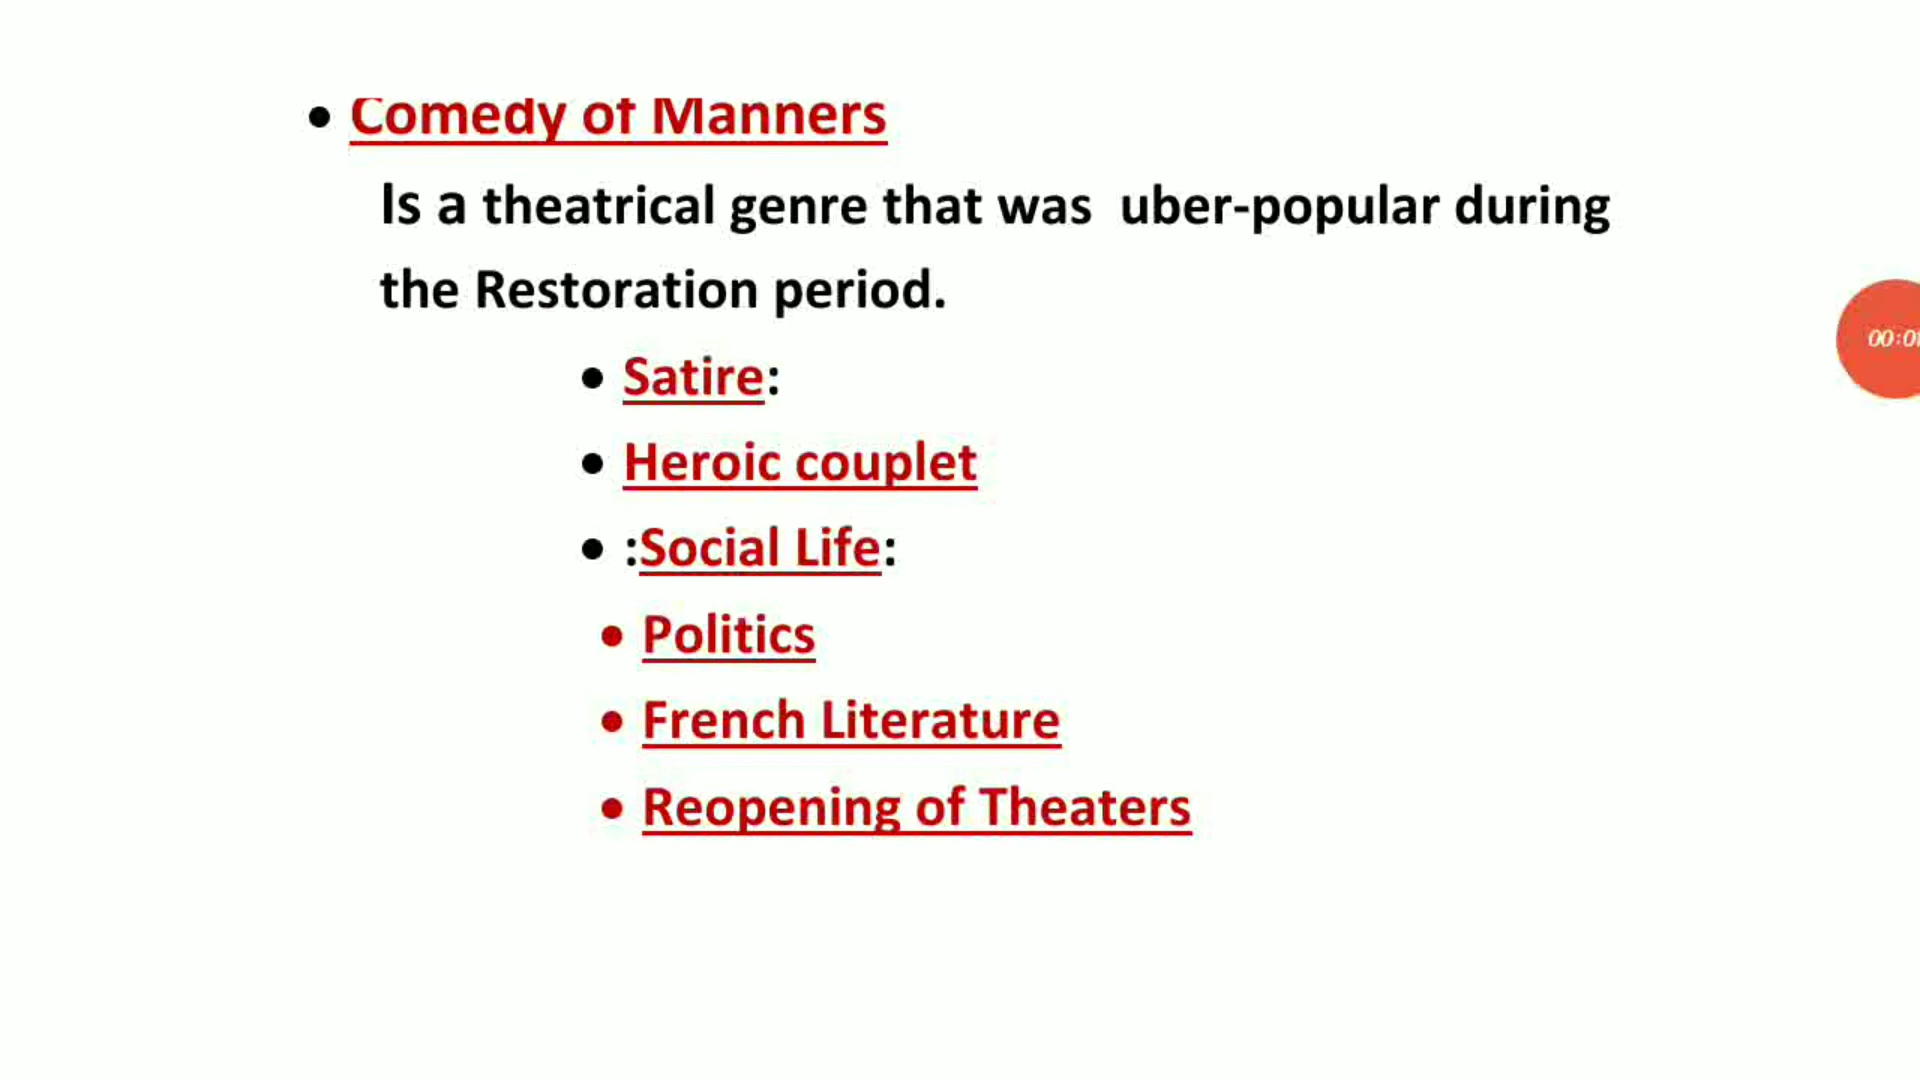 • Comedy of Manners
Is a theatrical genre that was uber-popular during
the Restoration period.
• Satire:
• Heroic couplet
• :Social Life:
• Politics
• French Literature
• Reopening of Theaters